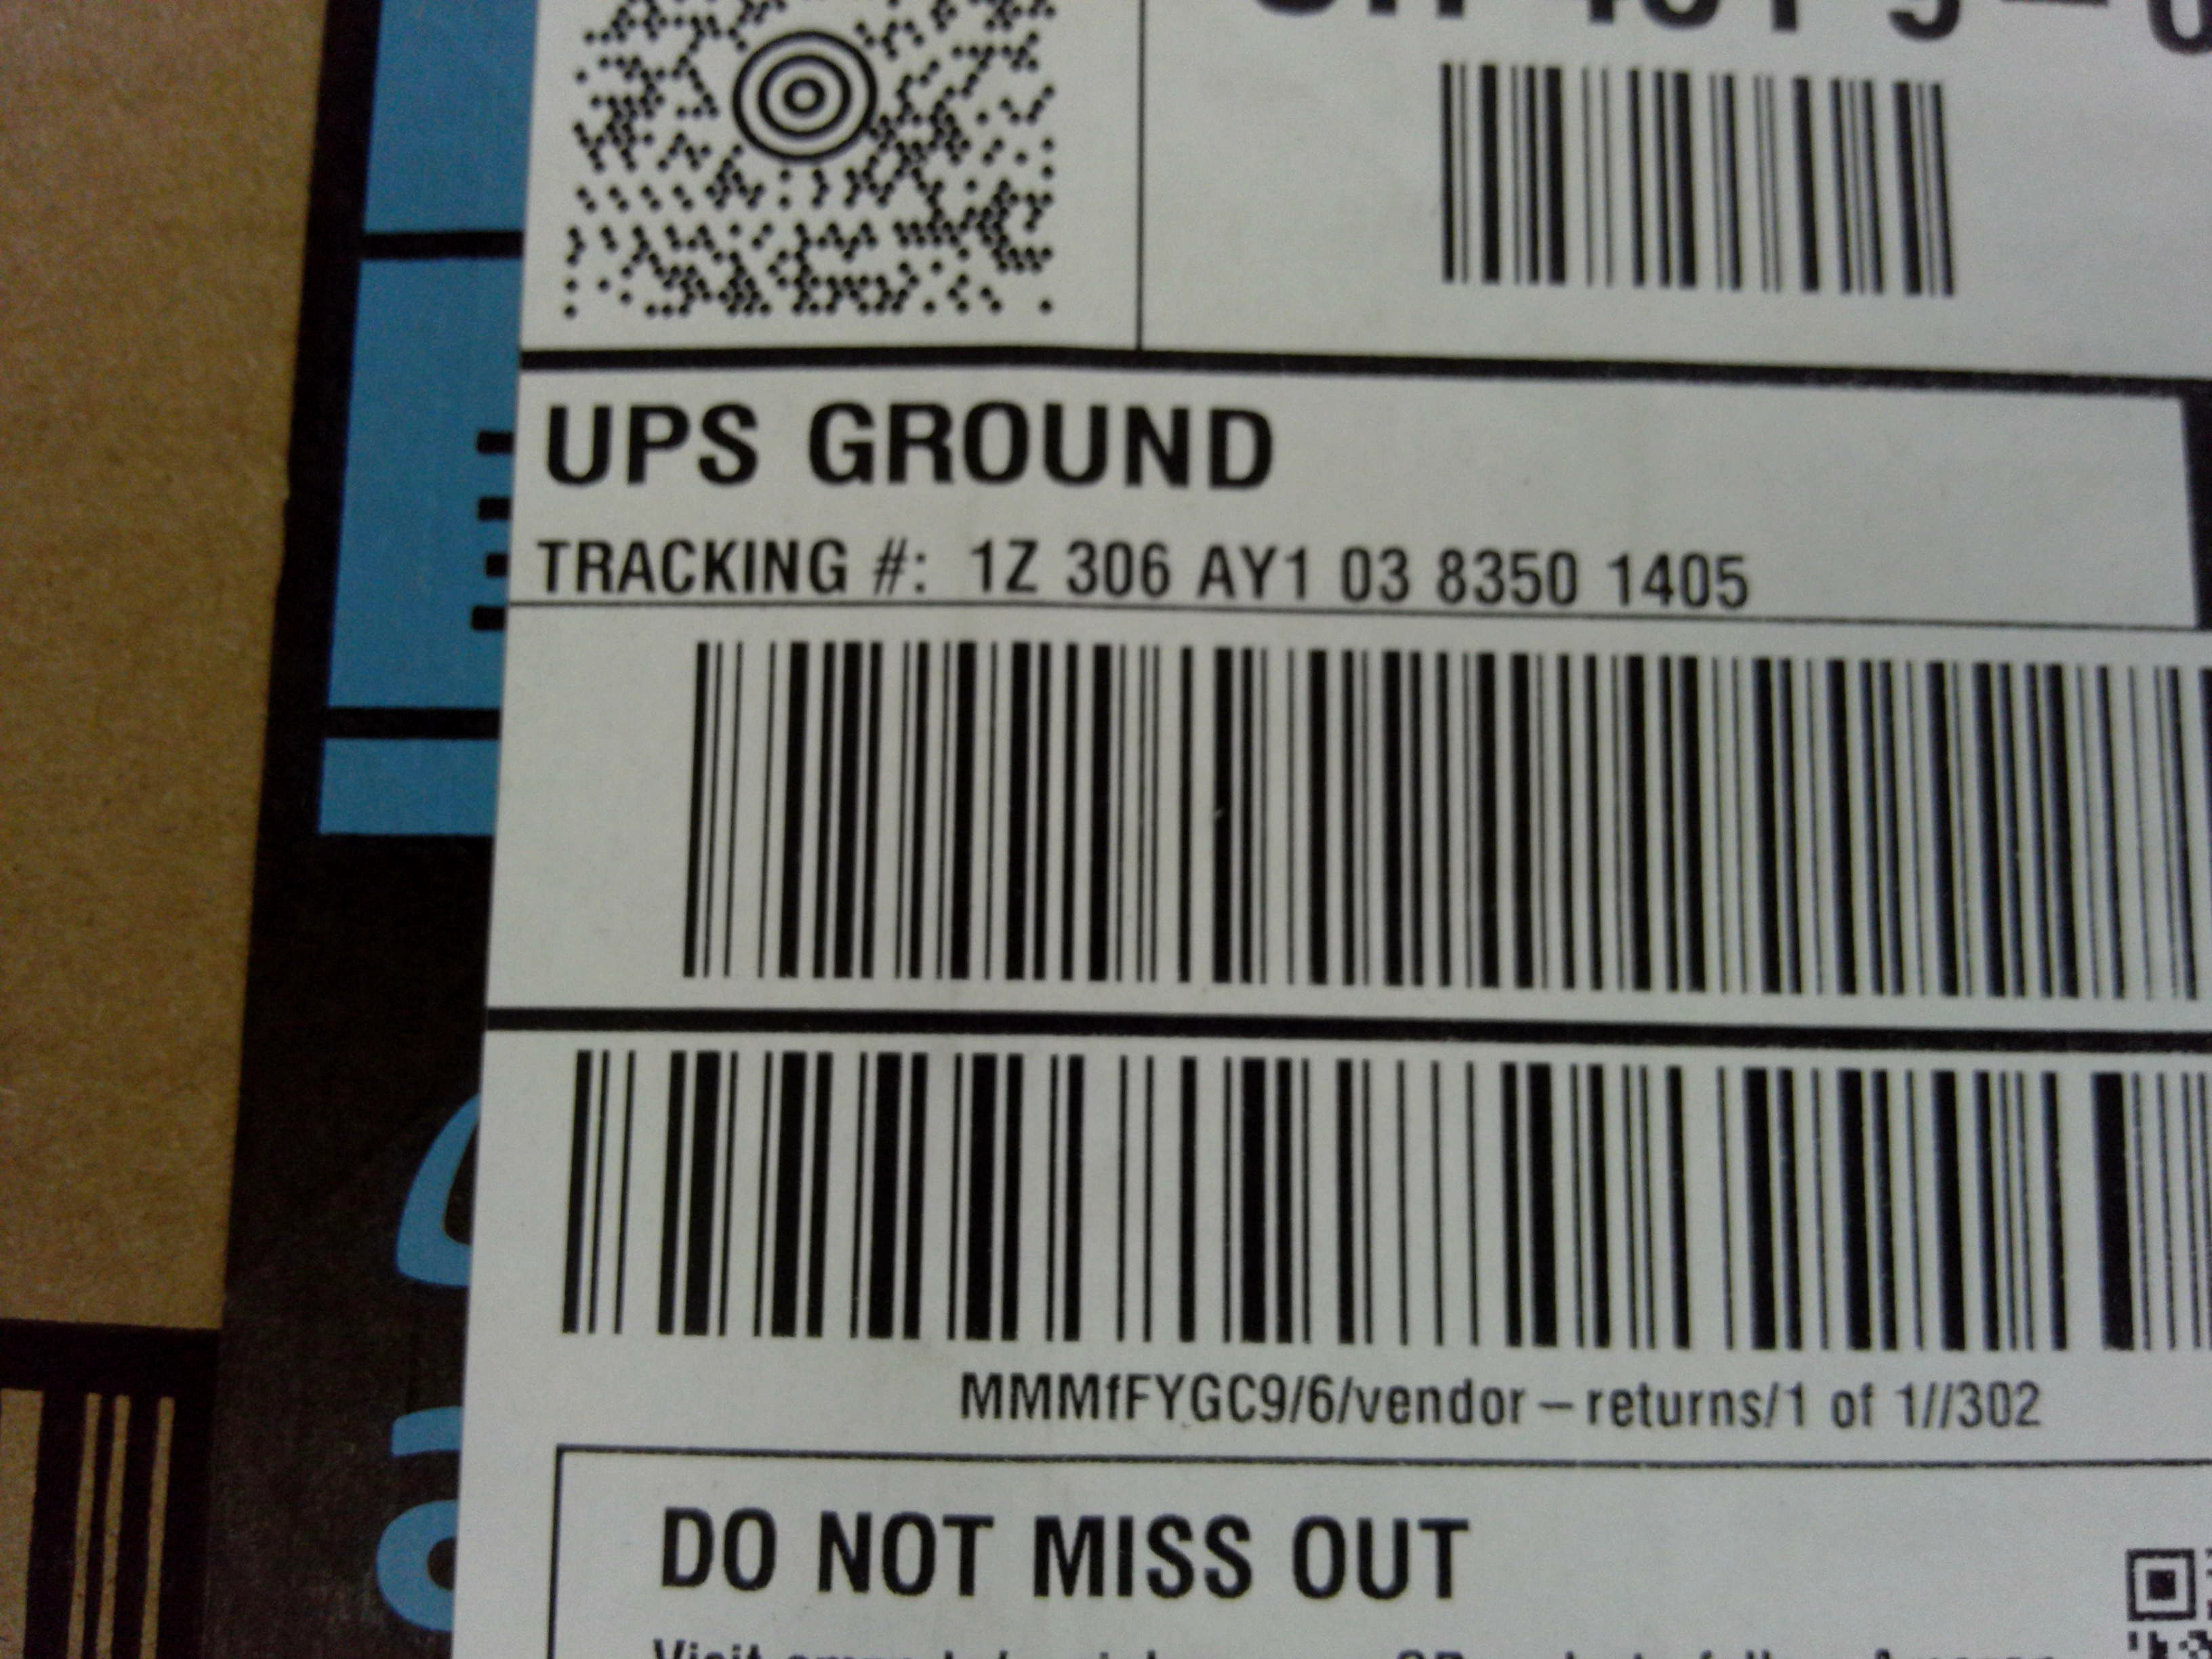 UPS GROUND
TRACKING #: 1Z 306 AY1 03 8350 1405
MMMfFYGC9/6/vendor-returns/1 of 1//302
DO NOT MISS OUT
Visit